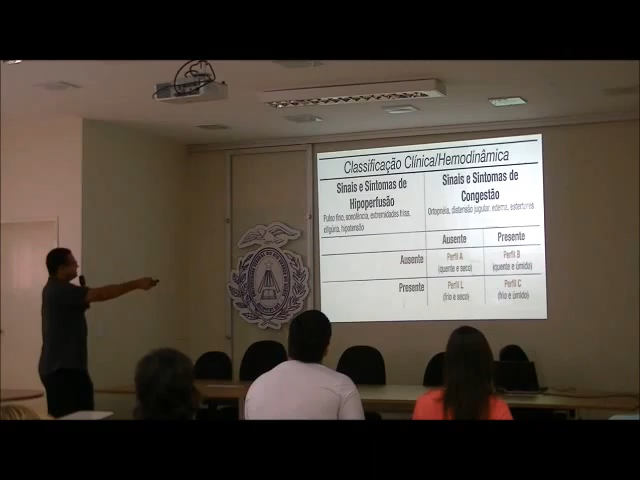 Classificação Clínica/Hemodinâmica
Sinais e Sintomas de
Hipoperfusão
Pulso fino, sonolência, extremidades frias,
oligúria, hipotensão
Sinais e Sintomas de
Congestão
Ortopnéia, distensão jugular, edema, estertores
Ausente
Presente
Ausente
Perfil A
(quente e seco)
Perfil B
(quente e úmido)
Presente
Perfil L
(frio e seco)
Perfil C
(frio e úmido)